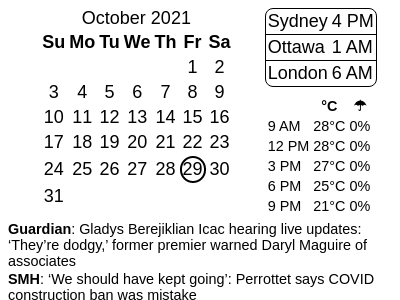 October 2021
Su Mo Tu We Th Fr Sa
1 2
3 4 5 6 7 8 9
10 11 12 13 14 15 16
17 18 19 20 21 22 23
24 25 26 27 28 29 30
31
Sydney 4 PM
Ottawa 1 AM
London 6 AM
°C ☂
9 AM 28°C 0%
12 PM 28°C 0%
3 PM 27°C 0%
6 PM 25°C 0%
9 PM 21°C 0%
Guardian: Gladys Berejiklian Icac hearing live updates:
‘They’re dodgy,’ former premier warned Daryl Maguire of
associates
SMH: ‘We should have kept going’: Perrottet says COVID
construction ban was mistake